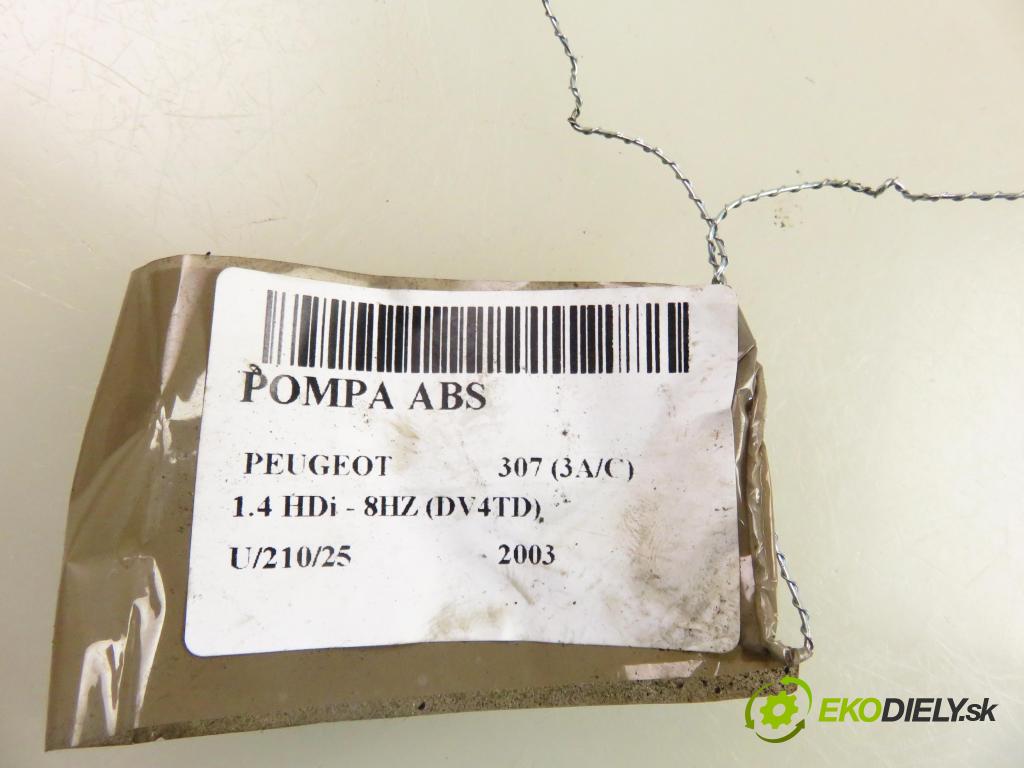 POMPA ABS
PEUGEOT 307 (3A/C)
1.4 HDi - 8HZ (DV4TD)
U/210/25 2003
EKODIELY.sk